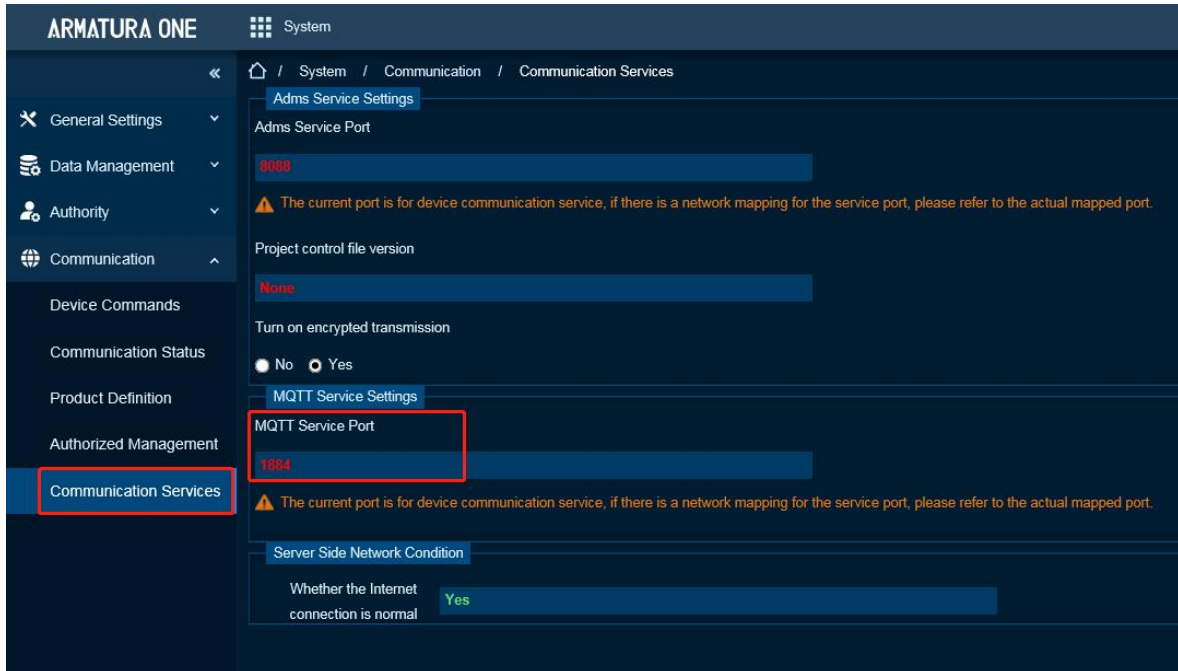 ARMATURA ONE
System
«
/ System / Communication / Communication Services
General Settings
Data Management
Authority
Communication
Device Commands
Communication Status
Product Definition
Authorized Management
Communication Services
Adms Service Settings
Adms Service Port
8088
The current port is for device communication service, if there is a network mapping for the service port, please refer to the actual mapped port.
Project control file version
None
Turn on encrypted transmission
No Yes
MQTT Service Settings
MQTT Service Port
1884
The current port is for device communication service, if there is a network mapping for the service port, please refer to the actual mapped port.
Server Side Network Condition
Whether the Internet
connection is normal
Yes